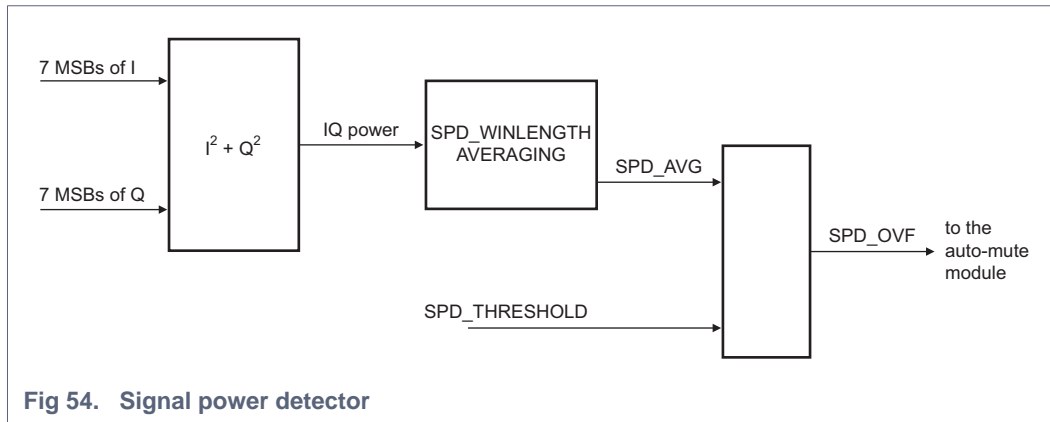 7 MSBs of I
I² + Q²
7 MSBs of Q
IQ power
SPD_WINLENGTH
AVERAGING
SPD_AVG
SPD_THRESHOLD
SPD_OVF
to the
auto-mute
module
Fig 54. Signal power detector